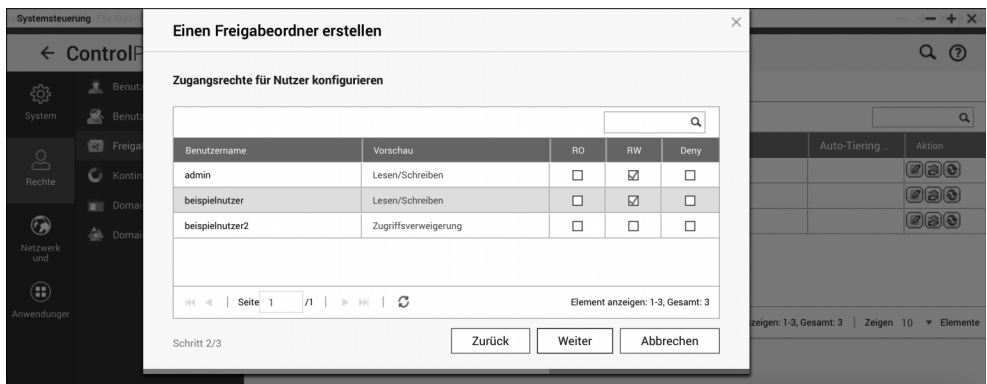 Systemsteuerung File Station
Einen Freigabeordner erstellen
ControlP
Zugangsrechte für Nutzer konfigurieren
System
Rechte
Netzwerk
und
Anwendunger
Benutz
Benutz
Freigal
Kontin
Domai
Domai
Benutzername Vorschau RO RW Deny
admin Lesen/Schreiben
beispielnutzer Lesen/Schreiben
beispielnutzer2 Zugriffsverweigerung
Seite 1 /1 Element anzeigen: 1-3, Gesamt: 3
Schritt 2/3 Zurück Weiter Abbrechen
Auto-Tiering .. Aktion
zeigen: 1-3, Gesamt: 3 Zeigen 10 Elemente